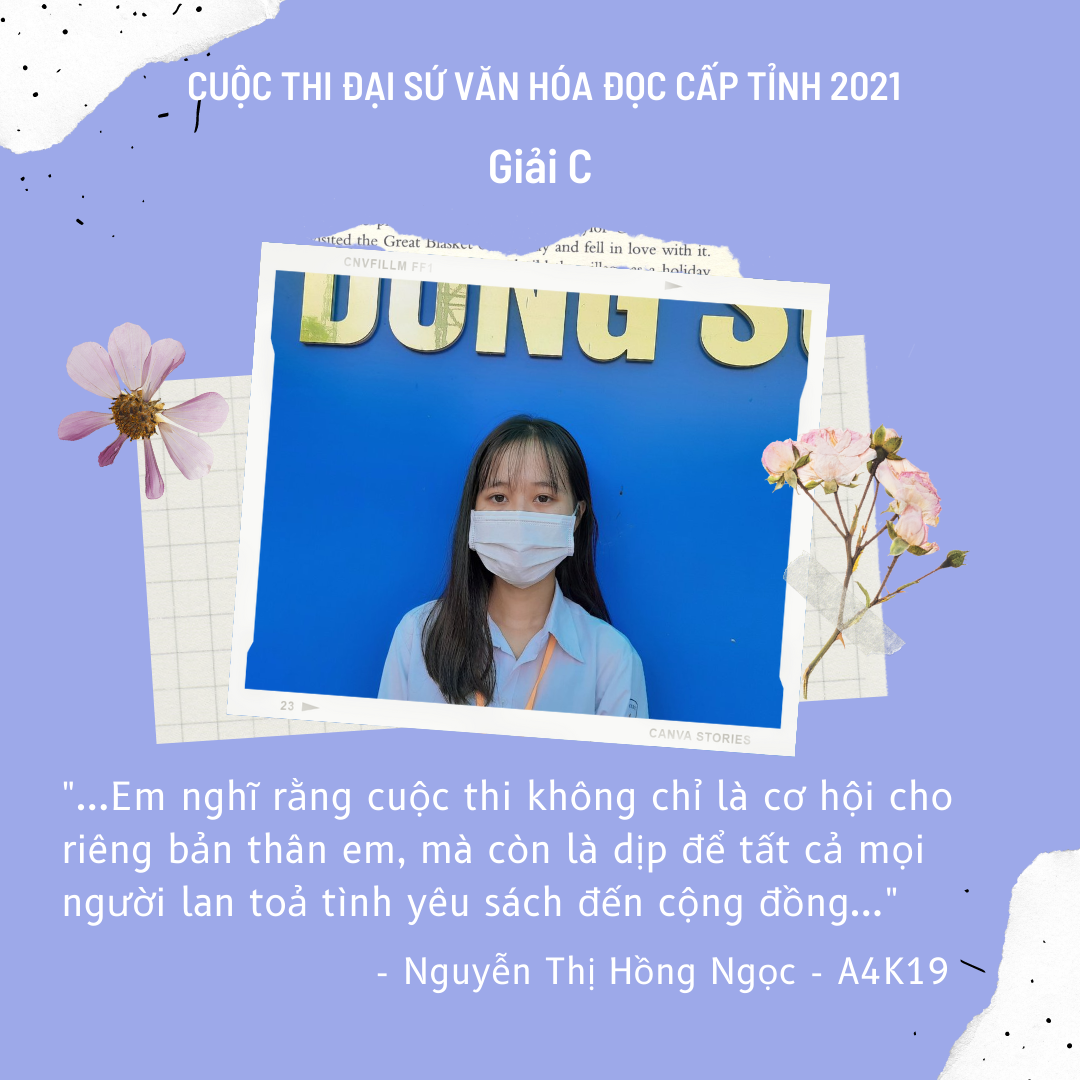 CUỘC THI ĐẠI SỨ VĂN HÓA ĐỌC CẤP TỈNH 2021
Giải C
the Great Blasket
and fell in love with it.
holiday
CNVFILLM FF1
DONG
23
CANVA STORIES
"...Em nghĩ rằng cuộc thi không chỉ là cơ hội cho
riêng bản thân em, mà còn là dịp để tất cả mọi
người lan toả tình yêu sách đến cộng đồng..."
- Nguyễn Thị Hồng Ngọc - A4K19